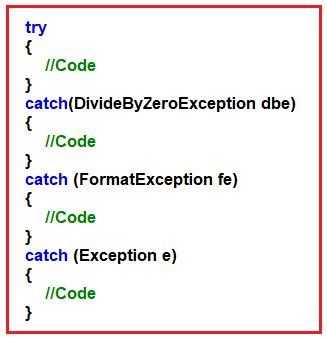 try
{
//Code
}
catch(DivideByZeroException dbe)
{
//Code
}
catch (FormatException fe)
{
//Code
}
catch (Exception e)
{
//Code
}